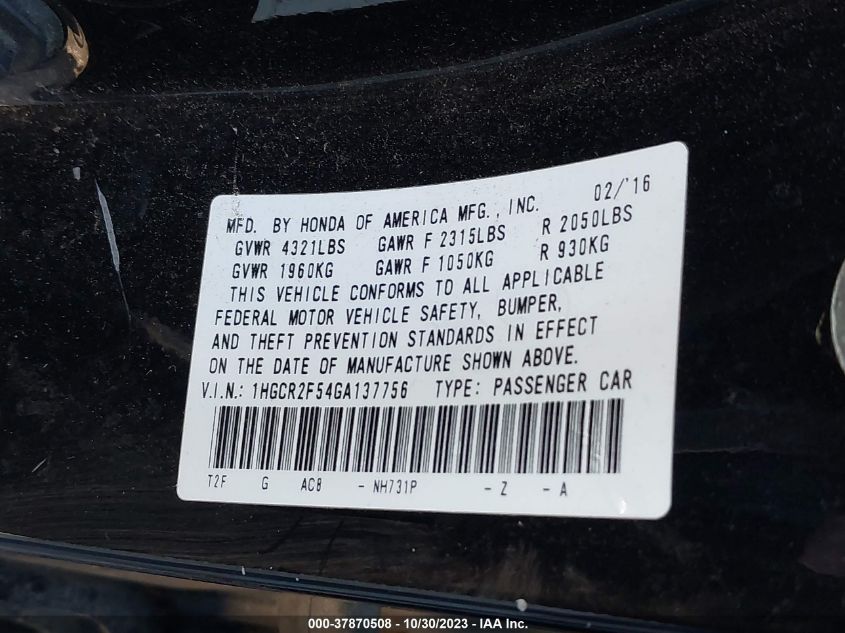 MFD. BY HONDA OF AMERICA MFG., INC. 02/'16
GVWR 4321LBS GAWR F 2315LBS R 2050LBS
GVWR 1960KG GAWR F 1050KG R 930KG
THIS VEHICLE CONFORMS TO ALL APPLICABLE
FEDERAL MOTOR VEHICLE SAFETY, BUMPER,
AND THEFT PREVENTION STANDARDS IN EFFECT
ON THE DATE OF MANUFACTURE SHOWN ABOVE.
V.I.N.: 1HGCR2F54GA137756 TYPE: PASSENGER CAR
T2F G AC8 - NH731P - Z - A
000-37870508 - 10/30/2023 - IAA Inc.